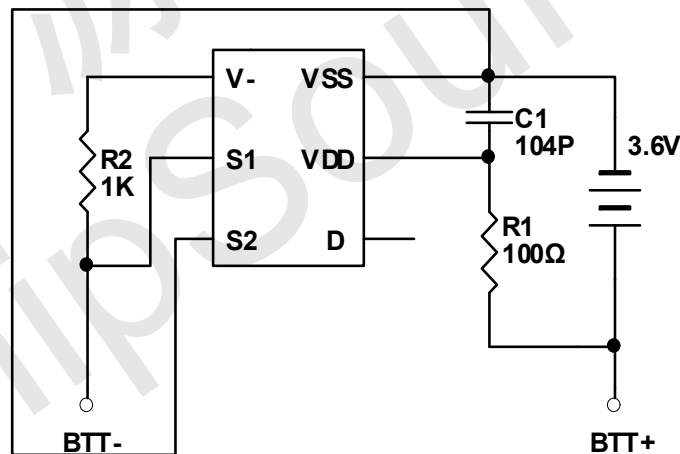 V-
VSS
C1
104P
3.6V
R2
1K
S1
VDD
R1
100Ω
S2
D
BTT-
BTT+